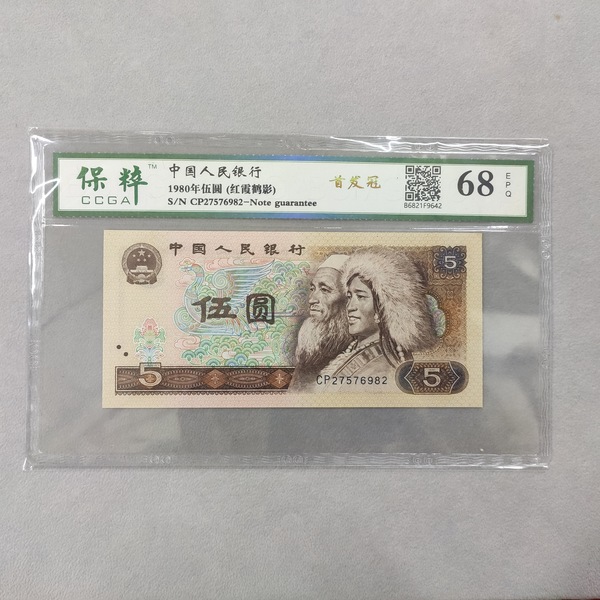 保粹™
CCGA
中国人民银行
1980年伍圆 (红霞鹤影)
S/N CP27576982-Note guarantee
首发冠
B6821F9642
68
EPQ
中国人民银行
5
伍圆
5
CP27576982
5